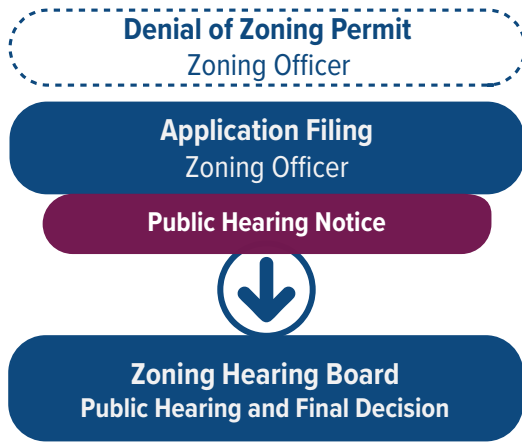 Denial of Zoning Permit
Zoning Officer
Application Filing
Zoning Officer
Public Hearing Notice
Zoning Hearing Board
Public Hearing and Final Decision